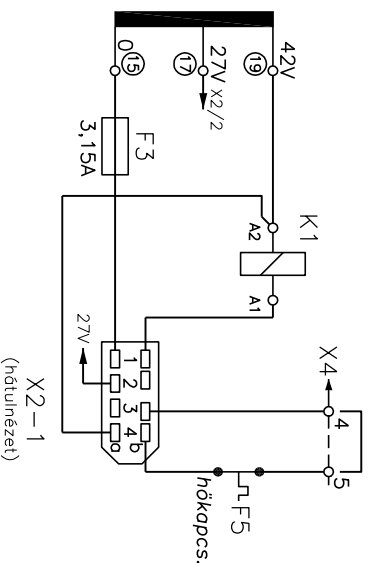 42V
19
27V
X2/2
17
0
15
F3
3,15A
K1
A2
A1
27V
1
2
3
4
a
b
X2-1
(hátulnézet)
X4
4
5
F5
hőkapcs.